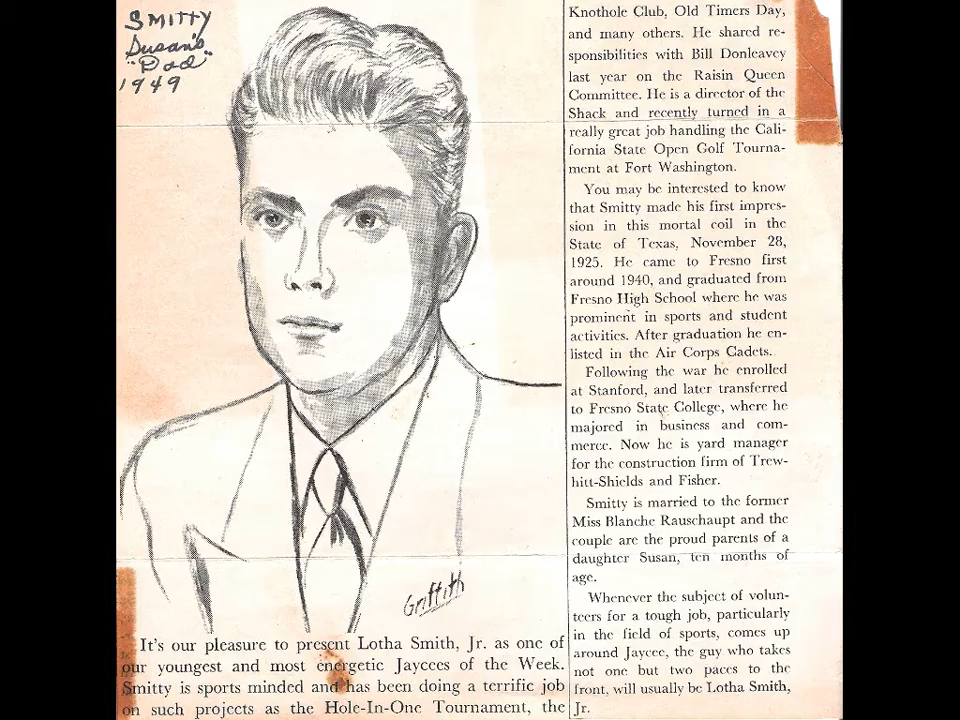 SMITTY
Susan's
"Dad"
1949
Griffith
It's our pleasure to present Lotha Smith, Jr. as one of
our youngest and most energetic Jaycees of the Week.
Smitty is sports minded and has been doing a terrific job
on such projects as the Hole-In-One Tournament, the
Knothole Club, Old Timers Day,
and many others. He shared re-
sponsibilities with Bill Donleavey
last year on the Raisin Queen
Committee. He is a director of the
Shack and recently turned in a
really great job handling the Cali-
fornia State Open Golf Tourna-
ment at Fort Washington.
You may be interested to know
that Smitty made his first impres-
sion in this mortal coil in the
State of Texas, November 28,
1925. He came to Fresno first
around 1940, and graduated from
Fresno High School where he was
prominent in sports and student
activities. After graduation he en-
listed in the Air Corps Cadets.
Following the war he enrolled
at Stanford, and later transferred
to Fresno State College, where he
majored in business and com-
merce. Now he is yard manager
for the construction firm of Trew-
hitt-Shields and Fisher.
Smitty is married to the former
Miss Blanche Rauschaupt and the
couple are the proud parents of a
daughter Susan, ten months of
age.
Whenever the subject of volun-
teers for a tough job, particularly
in the field of sports, comes up
around Jaycee, the guy who takes
not one but two paces to the
front, will usually be Lotha Smith,
Jr.